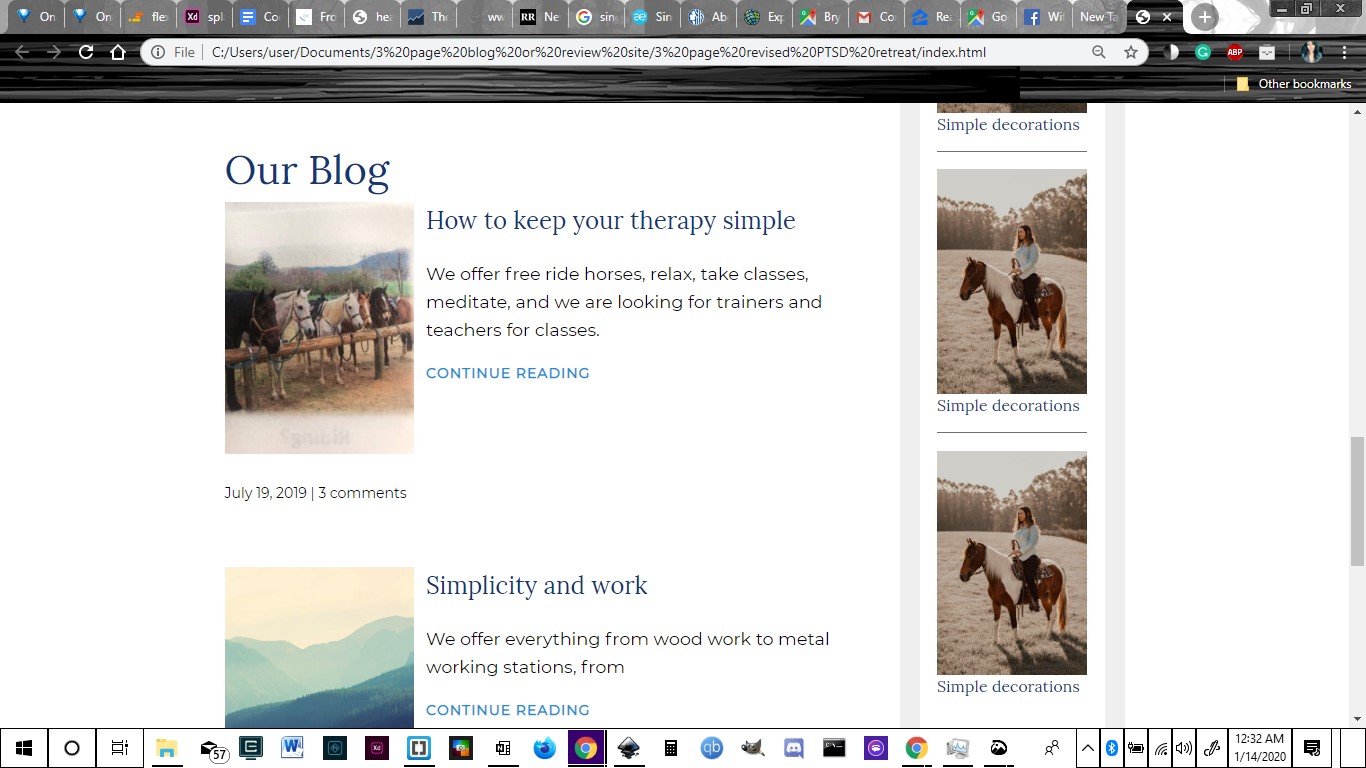 On
On
fle
spl
Co
Fro
he
Th
ww
RR Ne
sin
Sin
Ab
Exp
Bry
Co
Re
Go
Wi
New Ta
File | C:/Users/user/Documents/3%20page%20blog%20or%20review%20site/3%20page%20revised%20PTSD%20retreat/index.html
ABP
Other bookmarks
Our Blog
How to keep your therapy simple
We offer free ride horses, relax, take classes,
meditate, and we are looking for trainers and
teachers for classes.
CONTINUE READING
Riding?
July 19, 2019 | 3 comments
Simplicity and work
We offer everything from wood work to metal
working stations, from
CONTINUE READING
Simple decorations
Simple decorations
Simple decorations
57
Xd
qb
12:32 AM
1/14/2020